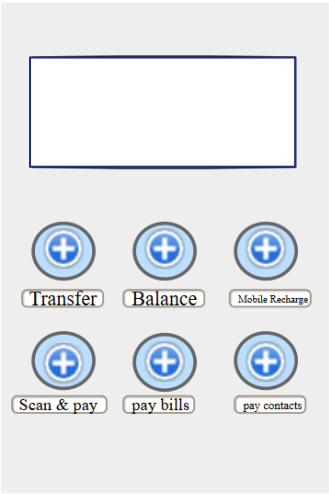 Transfer
Balance
Mobile Recharge
Scan & pay
pay bills
pay contacts